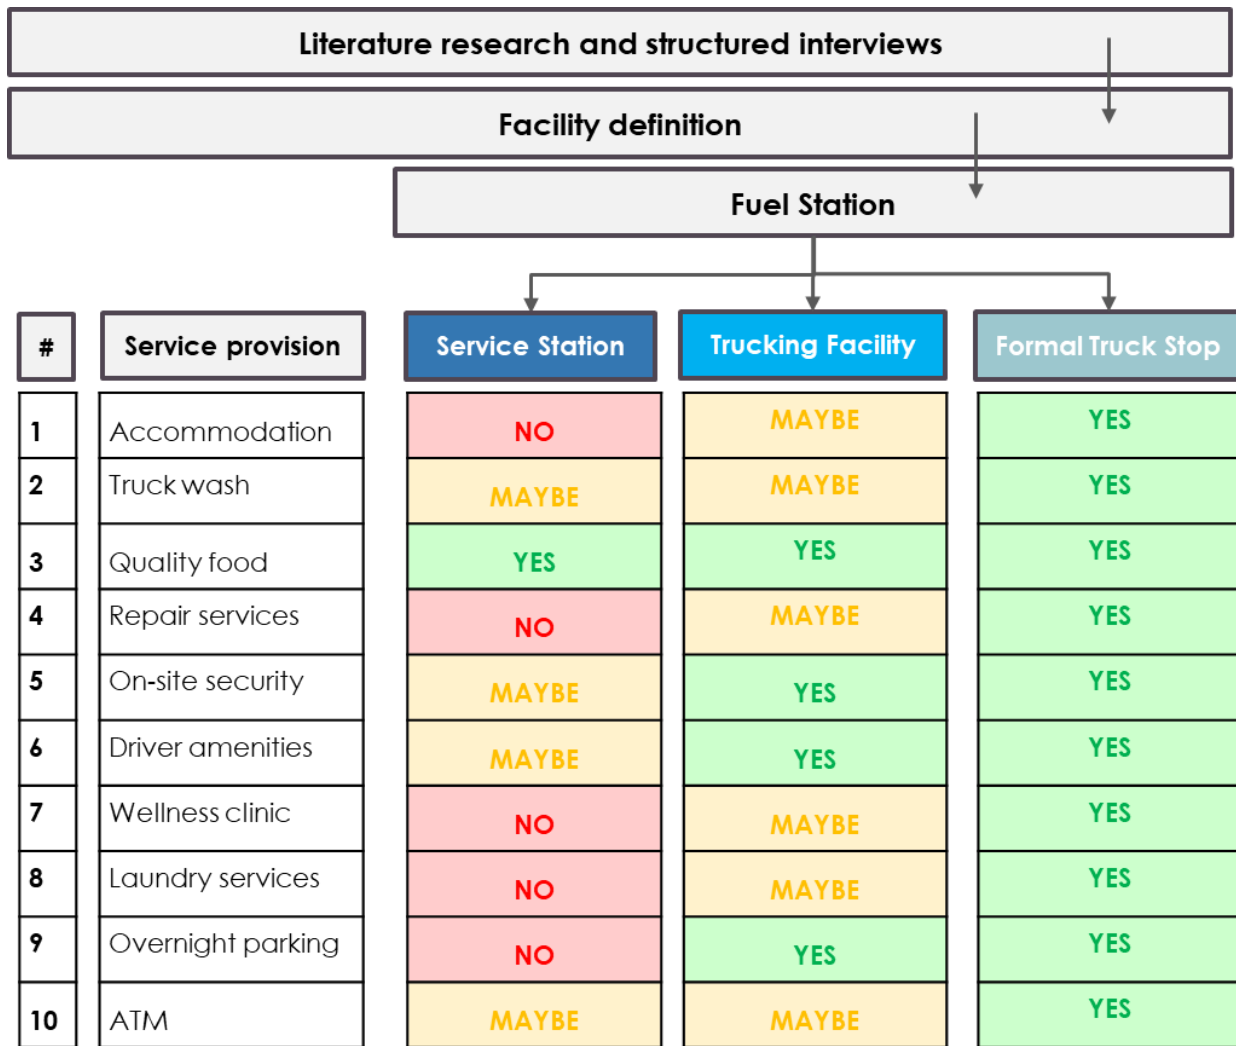 Literature research and structured interviews
Facility definition
Fuel Station
# Service provision Service Station Trucking Facility Formal Truck Stop
1 Accommodation NO MAYBE YES
2 Truck wash MAYBE MAYBE YES
3 Quality food YES YES YES
4 Repair services NO MAYBE YES
5 On-site security MAYBE YES YES
6 Driver amenities MAYBE YES YES
7 Wellness clinic NO MAYBE YES
8 Laundry services NO MAYBE YES
9 Overnight parking NO YES YES
10 ATM MAYBE MAYBE YES